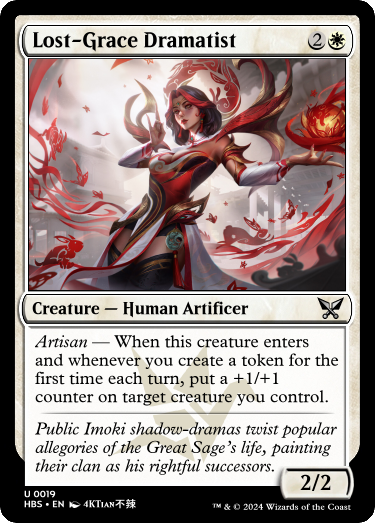 Lost-Grace Dramatist 2
Creature — Human Artificer
Artisan — When this creature enters
and whenever you create a token for the
first time each turn, put a +1/+1
counter on target creature you control.
Public Imoki shadow-dramas twist popular
allegories of the Great Sage's life, painting
their clan as his rightful successors.
2/2
U 0019
HBS • EN 4KTIAN不辣
™ & © 2024 Wizards of the Coast